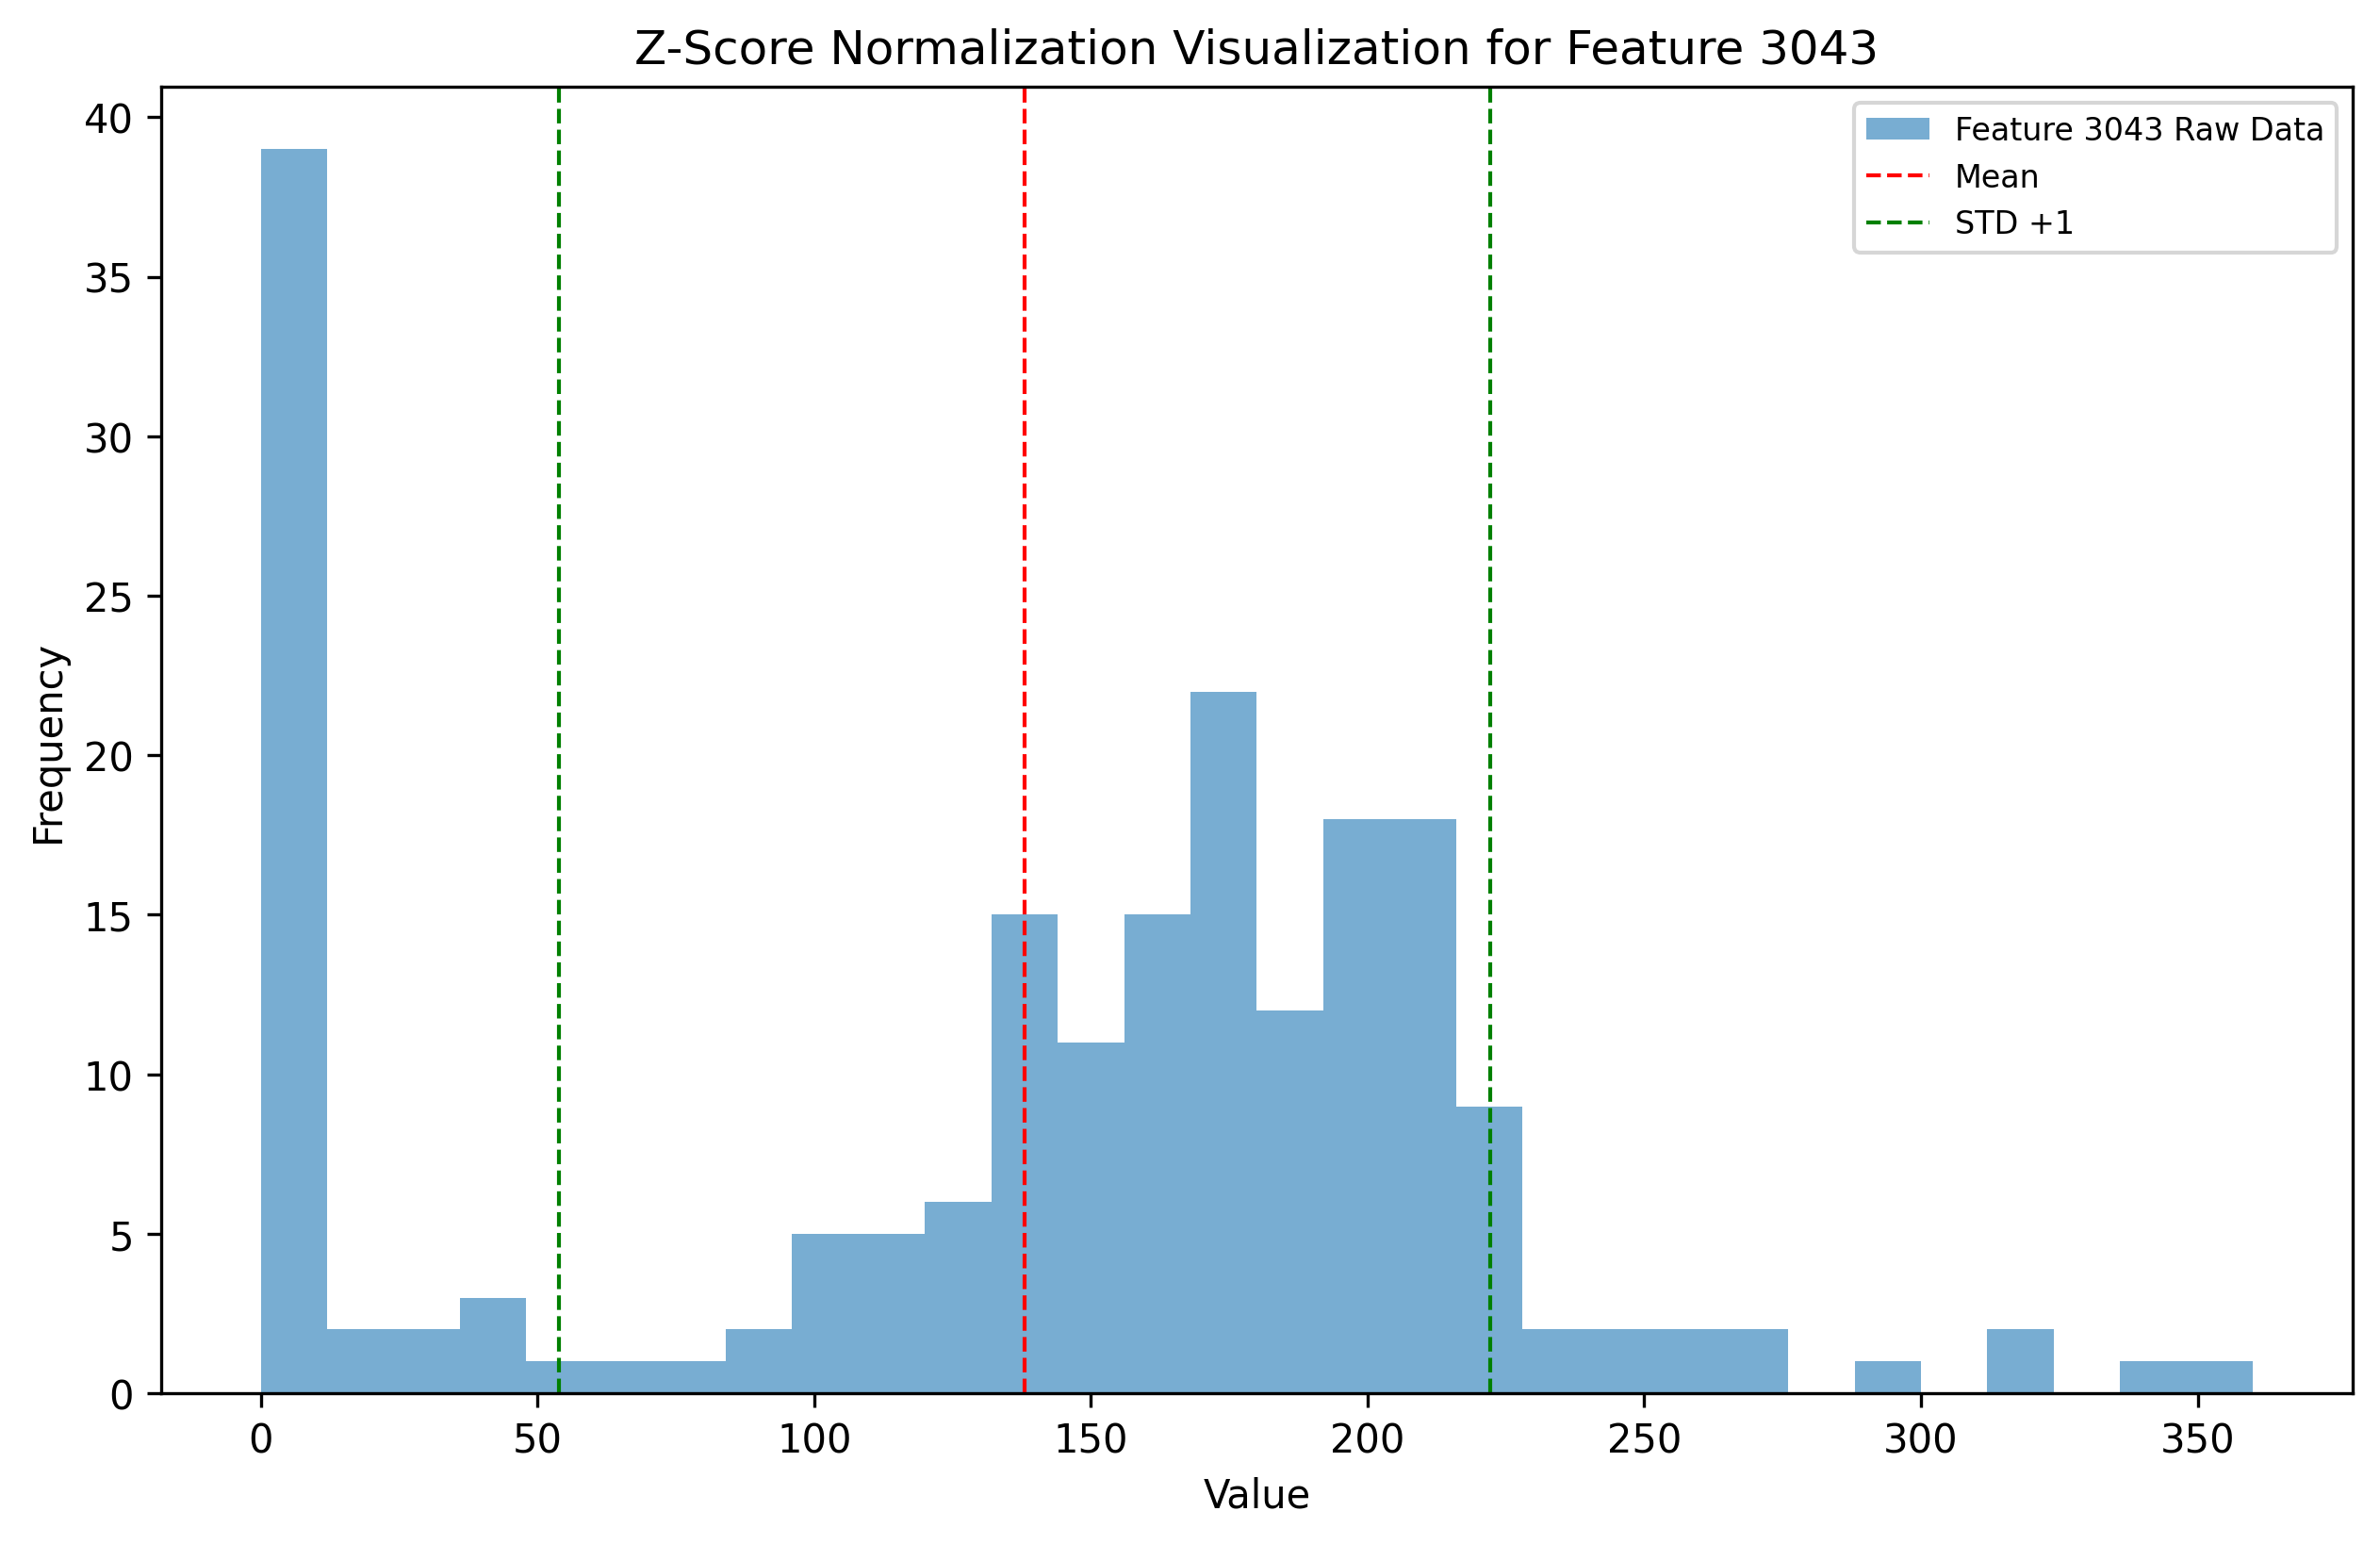 Z-Score Normalization Visualization for Feature 3043
Feature 3043 Raw Data
Mean
STD +1
40
35
30
25
20
15
10
5
0
Frequency
0 50 100 150 200 250 300 350
Value